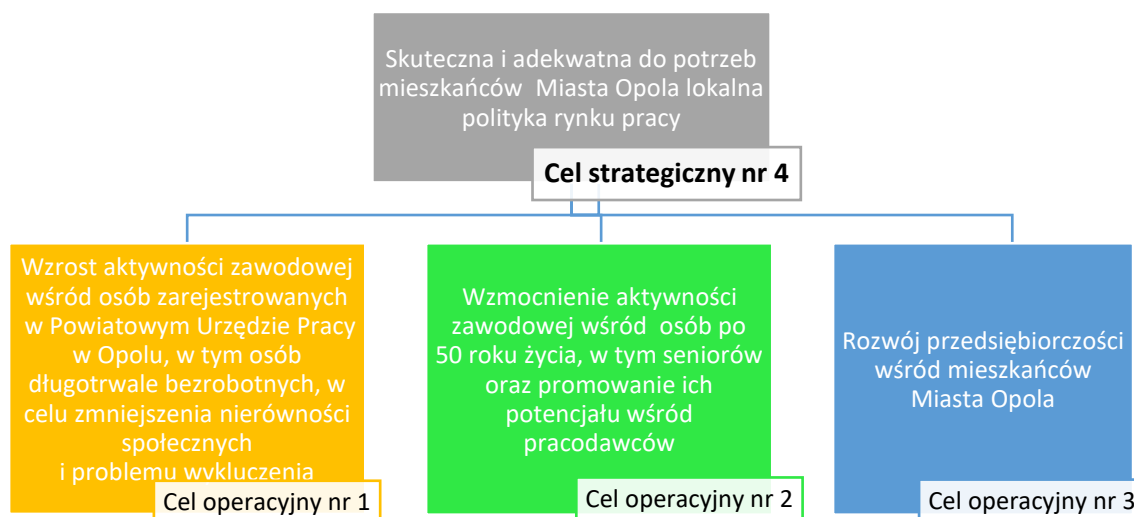 Skuteczna i adekwatna do potrzeb
mieszkańców Miasta Opola lokalna
polityka rynku pracy
Cel strategiczny nr 4
Wzrost aktywności zawodowej
wśród osób zarejestrowanych
w Powiatowym Urzędzie Pracy
w Opolu, w tym osób
długotrwale bezrobotnych, w
celu zmniejszenia nierówności
społecznych
i problemu wykluczenia
Cel operacyjny nr 1
Wzmocnienie aktywności
zawodowej wśród osób po
50 roku życia, w tym seniorów
oraz promowanie ich
potencjału wśród
pracodawców
Cel operacyjny nr 2
Rozwój przedsiębiorczości
wśród mieszkańców
Miasta Opola
Cel operacyjny nr 3